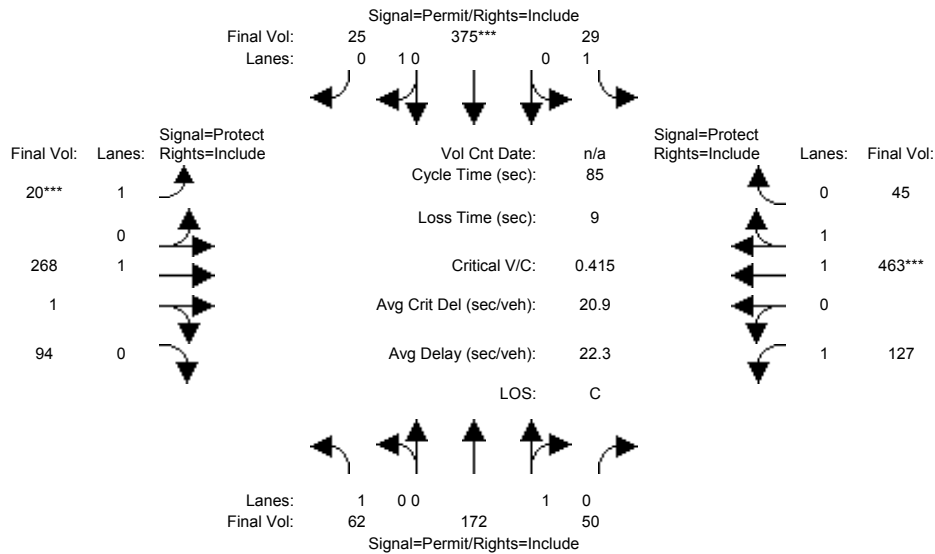 Signal=Permit/Rights=Include
Final Vol: 25 375*** 29
Lanes: 0 1 0 0 1
Signal=Protect Signal=Protect
Final Vol: Lanes: Rights=Include Vol Cnt Date: n/a Rights=Include Lanes: Final Vol:
Cycle Time (sec): 85
20*** 1 0 45
Loss Time (sec): 9
0 1
268 1 Critical V/C: 0.415 1 463***
1 Avg Crit Del (sec/veh): 20.9 0
94 0 Avg Delay (sec/veh): 22.3 1 127
LOS: C
Lanes: 1 0 0 1 0
Final Vol: 62 172 50
Signal=Permit/Rights=Include